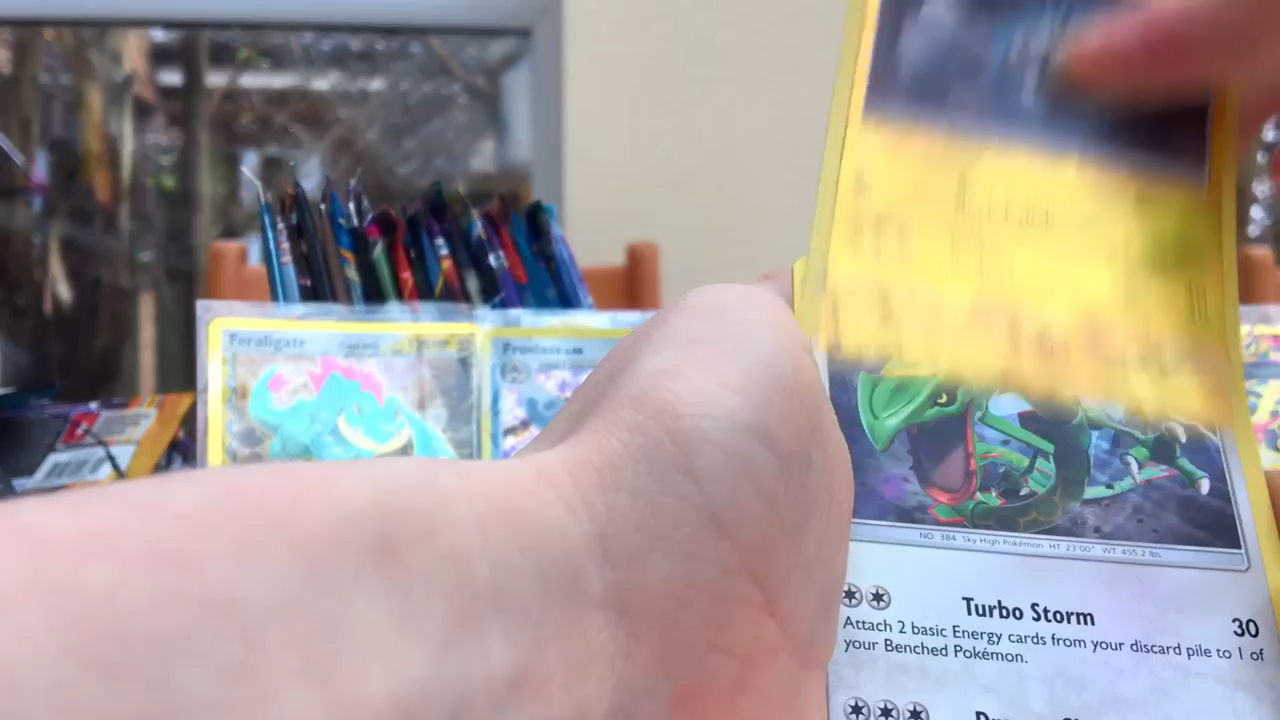 Feraligatr
NO. 384 Sky High Pokémon HT 23'00" WT 455.2 lbs.
Turbo Storm 30
Attach 2 basic Energy cards from your discard pile to 1 of
your Benched Pokémon.